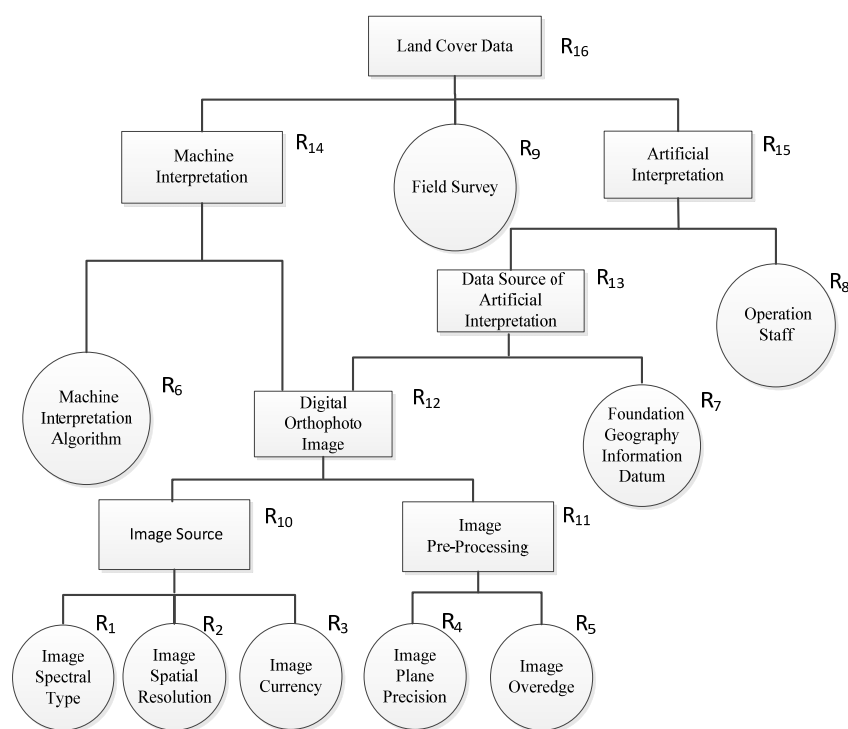 Land Cover Data
R16
Machine
Interpretation
R14
Field Survey
R9
Artificial
Interpretation
R15
Data Source of
Artificial
Interpretation
R13
Operation
Staff
R8
Machine
Interpretation
Algorithm
R6
Digital
Orthophoto
Image
R12
Foundation
Geography
Information
Datum
R7
Image Source
R10
Image
Pre-Processing
R11
Image
Spectral
Type
R1
Image
Spatial
Resolution
R2
Image
Currency
R3
Image
Plane
Precision
R4
Image
Overedge
R5